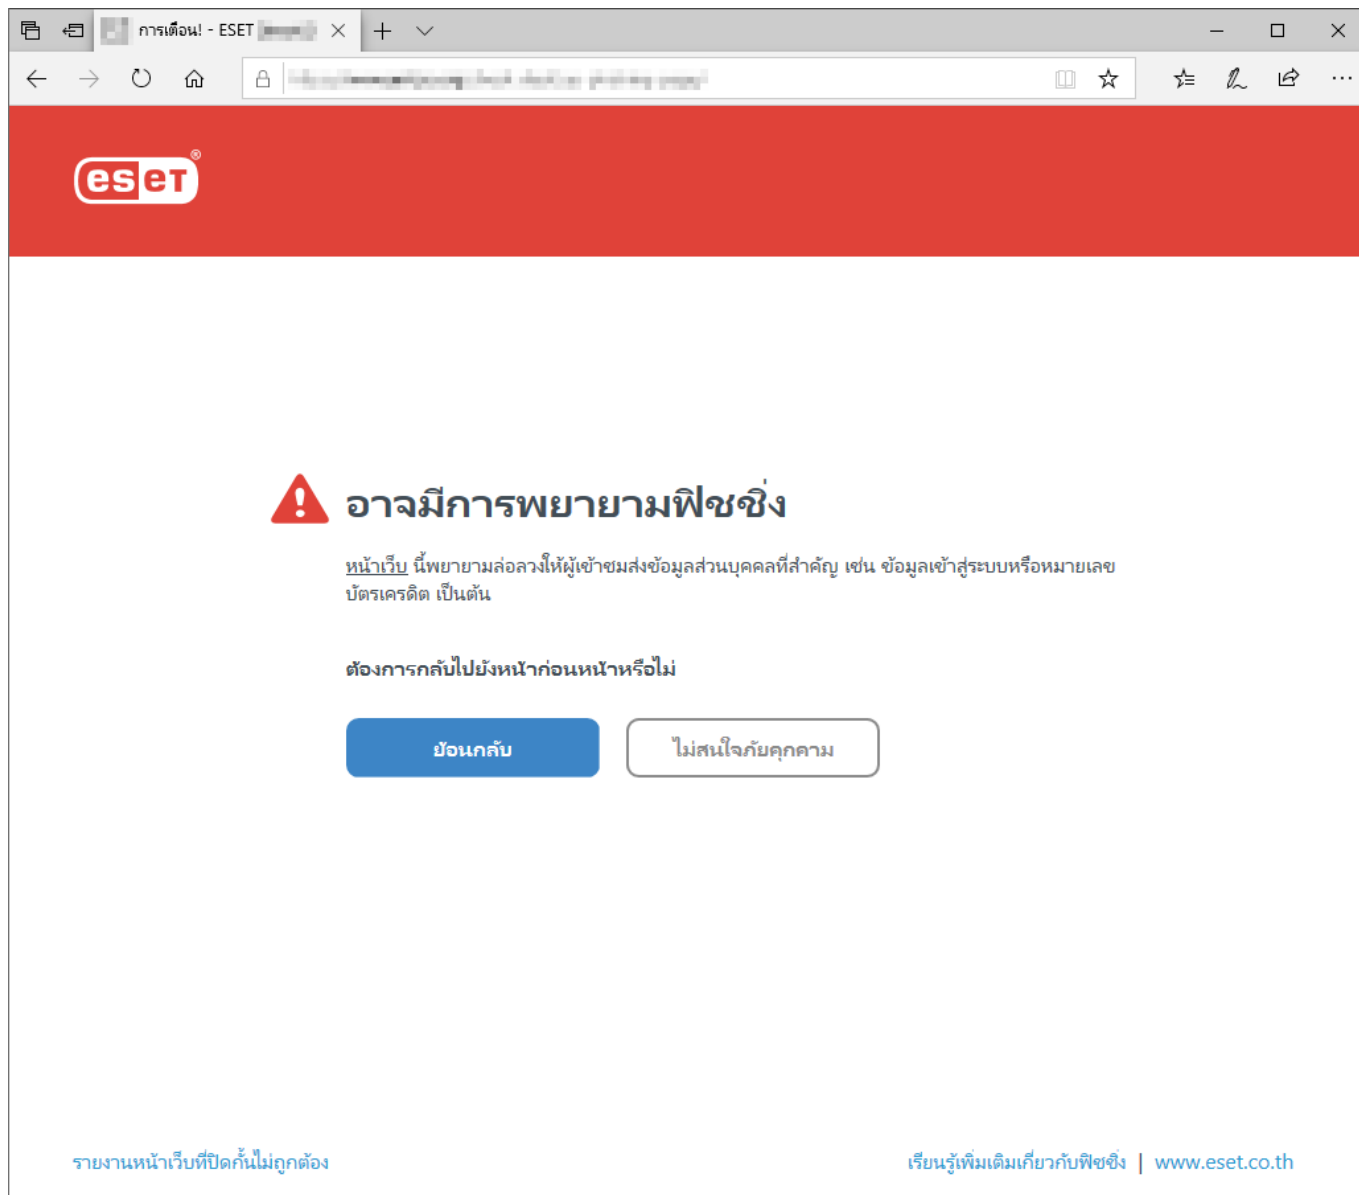 การเตือน! - ESET
eset®
อาจมีการพยายามฟิชชิ่ง
หน้าเว็บ นี้พยายามล่อลวงให้ผู้เข้าชมส่งข้อมูลส่วนบุคคลที่สำคัญ เช่น ข้อมูลเข้าสู่ระบบหรือหมายเลข
บัตรเครดิต เป็นต้น
ต้องการกลับไปยังหน้าก่อนหน้าหรือไม่
ย้อนกลับ
ไม่สนใจภัยคุกคาม
รายงานหน้าเว็บที่ปิดกั้นไม่ถูกต้อง
เรียนรู้เพิ่มเติมเกี่ยวกับฟิชชิ่ง | www.eset.co.th